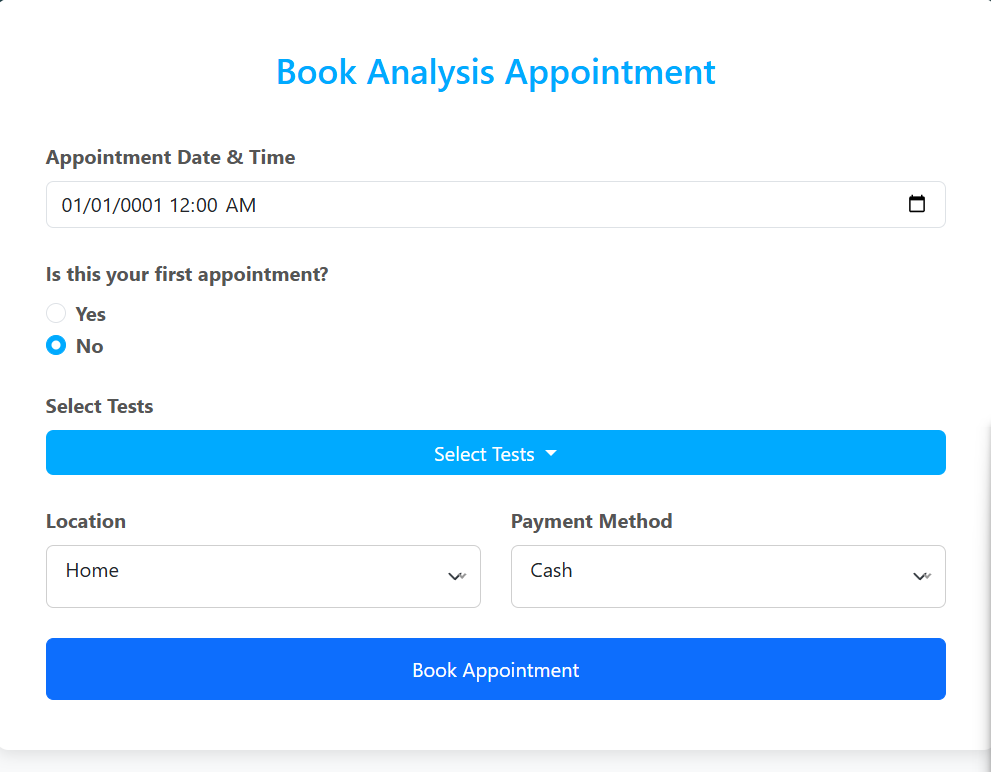 Book Analysis Appointment
Appointment Date & Time
01/01/0001 12:00 AM
Is this your first appointment?
Yes
No
Select Tests
Select Tests
Location
Payment Method
Home
Cash
Book Appointment